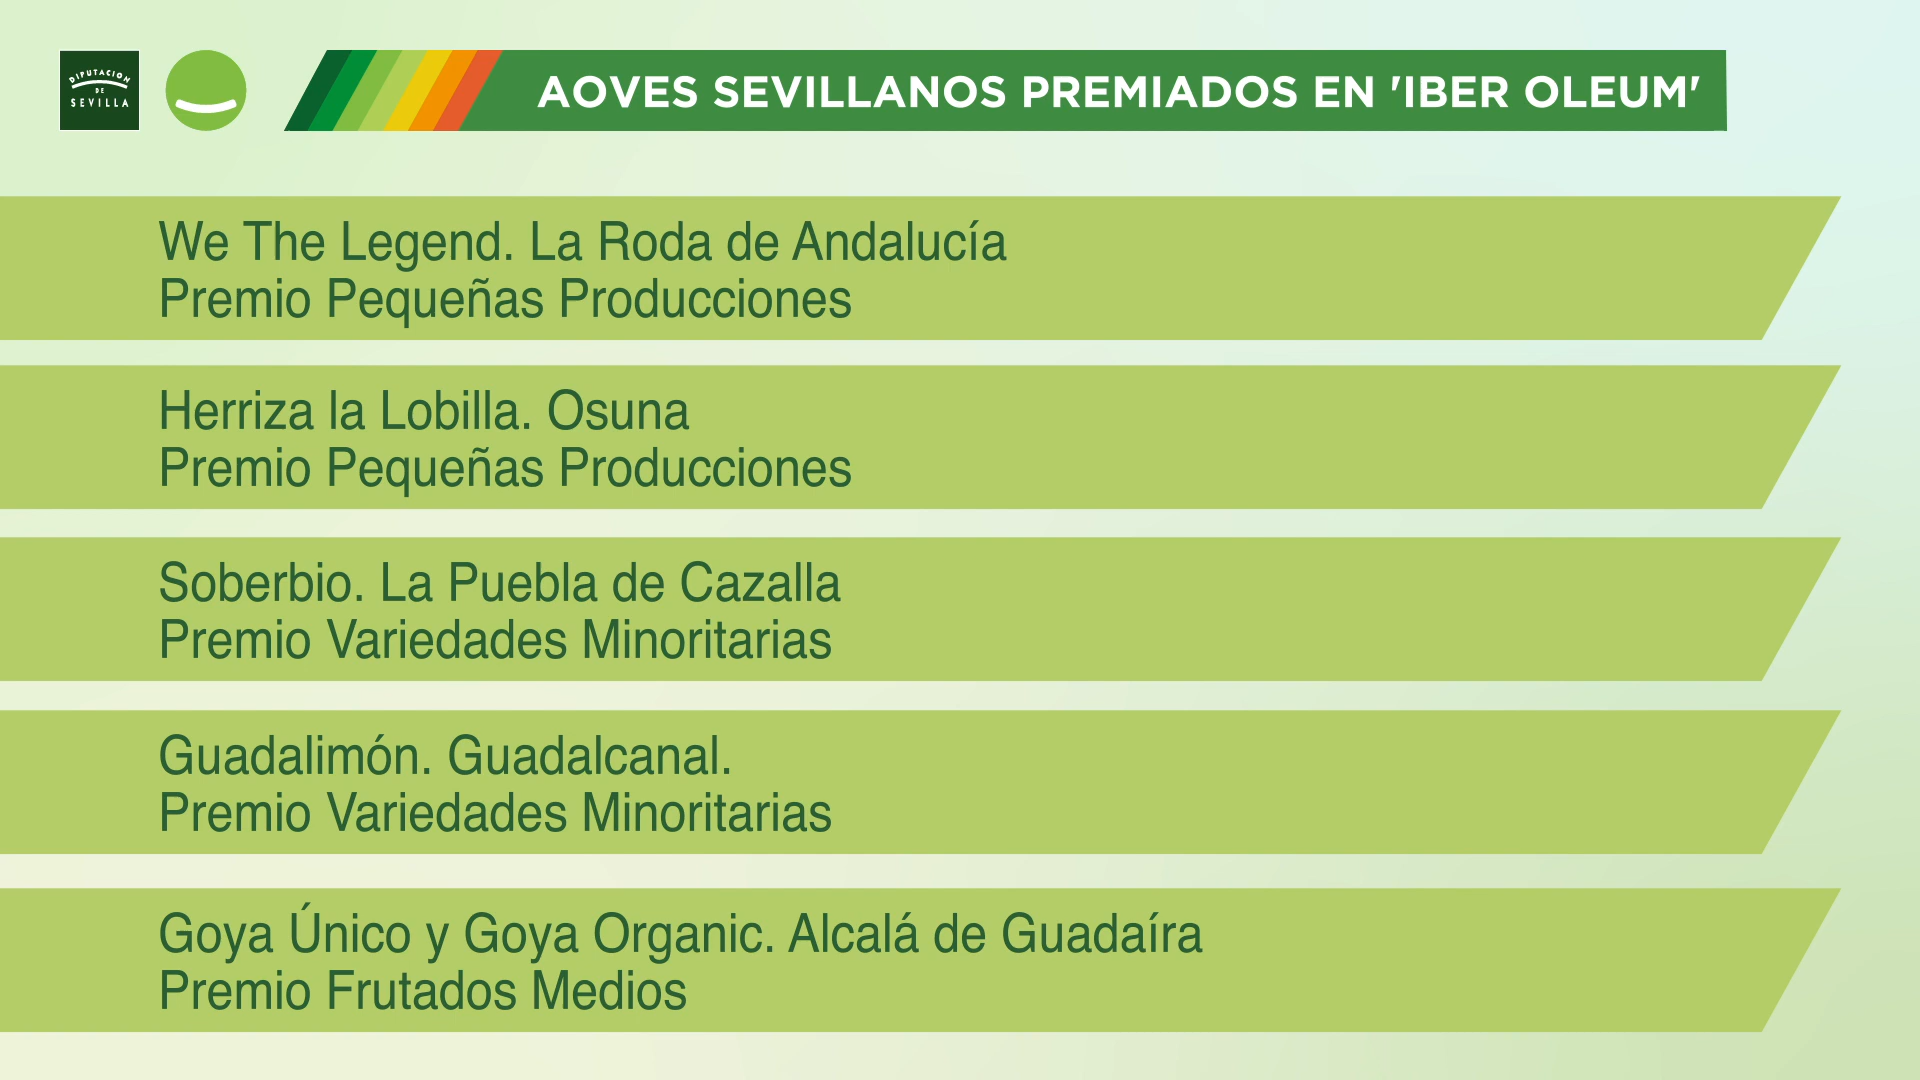 DIPUTACION
DE
SEVILLA
AOVES SEVILLANOS PREMIADOS EN 'IBER OLEUM'
We The Legend. La Roda de Andalucía
Premio Pequeñas Producciones
Herriza la Lobilla. Osuna
Premio Pequeñas Producciones
Soberbio. La Puebla de Cazalla
Premio Variedades Minoritarias
Guadalimón. Guadalcanal.
Premio Variedades Minoritarias
Goya Único y Goya Organic. Alcalá de Guadaíra
Premio Frutados Medios